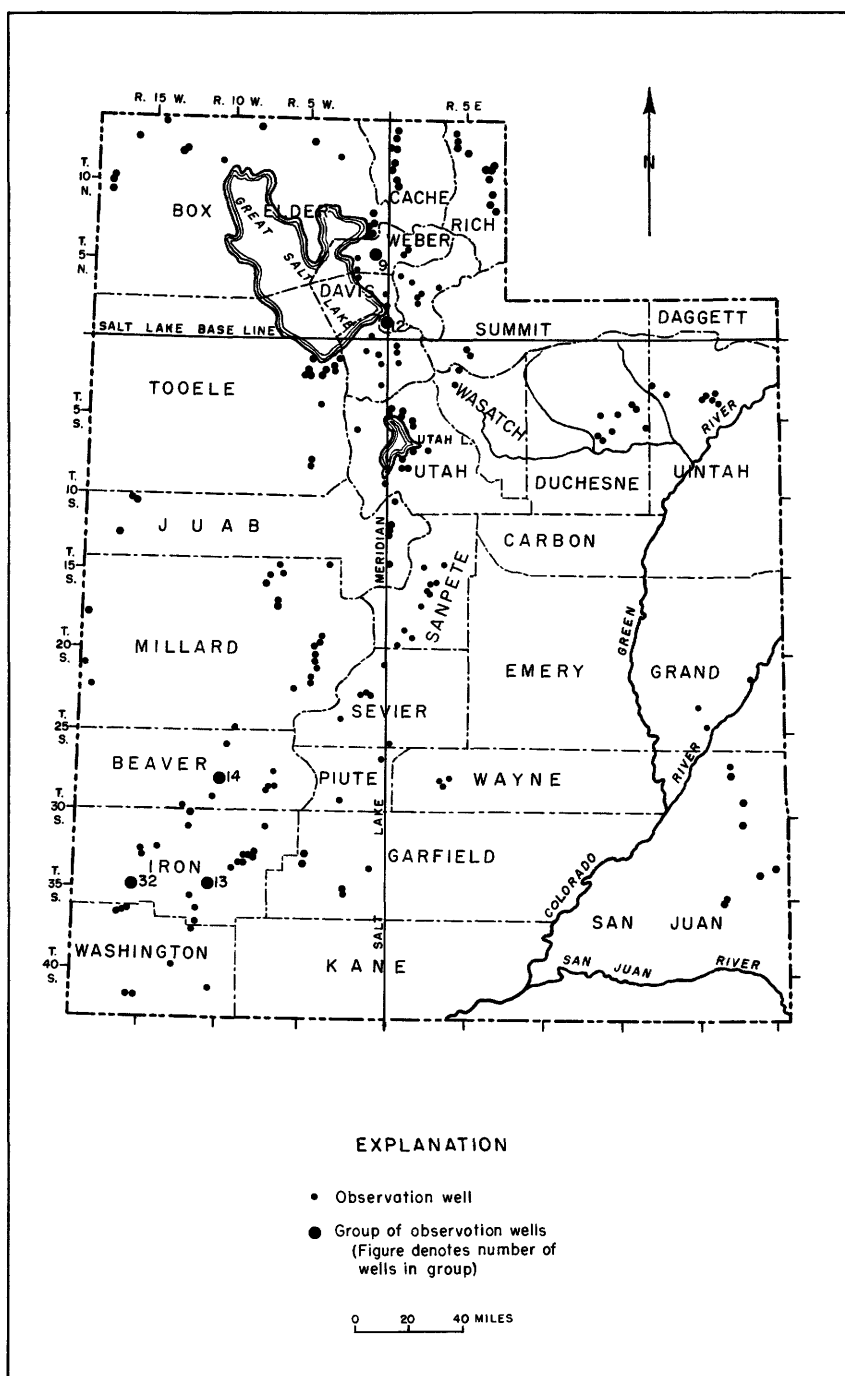 R. 15 W. R. 10 W. R. 5 W. R. 5 E
N
T.
10
N.
CACHE
BOX ELDER
RICH
GREAT SALT LAKE
WEBER
T.
5
N.
9
DAVIS
DAGGETT
12
SUMMIT
SALT LAKE BASE LINE
TOOELE
WASATCH
T.
5
S.
RIVER
UTAH L.
UTAH
UINTAH
DUCHESNE
T.
10
S.
JUAB
CARBON
MERIDIAN
T.
15
S.
SANPETE
GREEN
MILLARD
T.
20
S.
EMERY
GRAND
SEVIER
T.
25
S.
BEAVER
14
PIUTE
WAYNE
RIVER
T.
30
S.
LAKE
GARFIELD
IRON
COLORADO
T.
35
S.
32
13
SAN JUAN
SALT
WASHINGTON
KANE
T.
40
S.
SAN JUAN RIVER
EXPLANATION
Observation well
Group of observotion wells
(Figure denotes number of
wells in group)
0 20 40 MILES